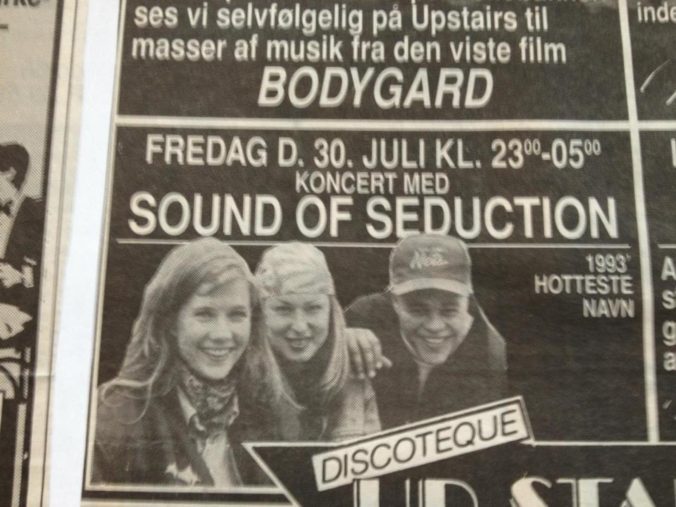 ses vi selvfølgelig på Upstairs til
masser af musik fra den viste film
BODYGARD
FREDAG D. 30. JULI KL. 23⁰⁰-05⁰⁰
KONCERT MED
SOUND OF SEDUCTION
1993'
HOTTESTE
NAVN
DISCOTEQUE